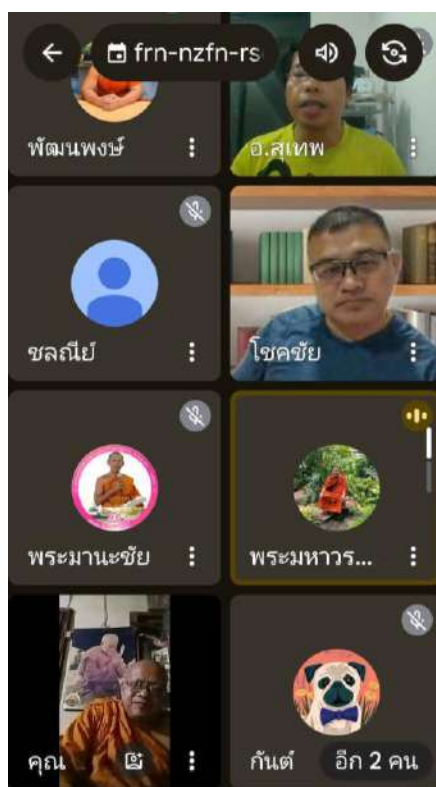 frn-nzfn-rs
พัฒนพงษ์
อ.สุเทพ
ชลณีย์
โชคชัย
พระมานะชัย
พระมหาวร...
คุณ
กันต์
อีก 2 คน